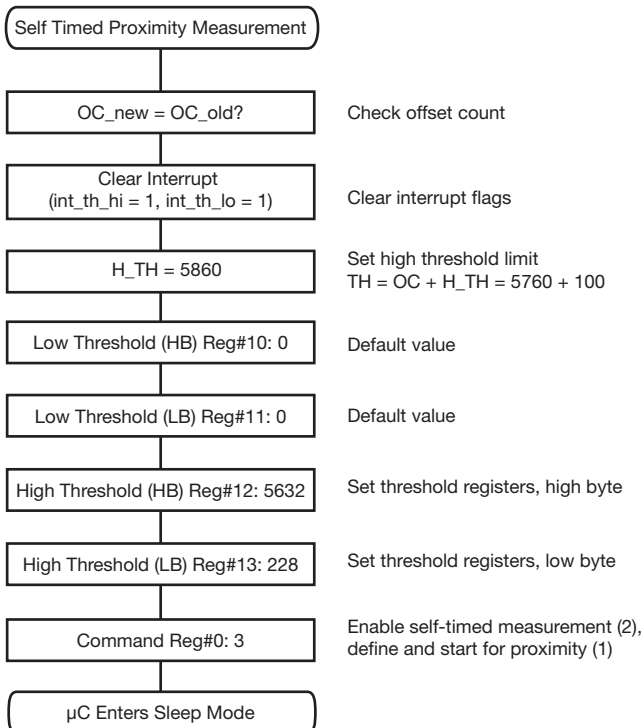 Self Timed Proximity Measurement
OC_new = OC_old?
Check offset count
Clear Interrupt
(int_th_hi = 1, int_th_lo = 1)
Clear interrupt flags
H_TH = 5860
Set high threshold limit
TH = OC + H_TH = 5760 + 100
Low Threshold (HB) Reg#10: 0
Default value
Low Threshold (LB) Reg#11: 0
Default value
High Threshold (HB) Reg#12: 5632
Set threshold registers, high byte
High Threshold (LB) Reg#13: 228
Set threshold registers, low byte
Command Reg#0: 3
Enable self-timed measurement (2),
define and start for proximity (1)
µC Enters Sleep Mode